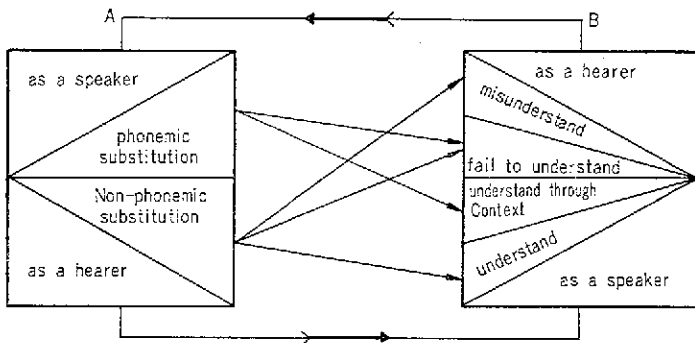 A
B
as a speaker
phonemic
substitution
Non-phonemic
substitution
as a hearer
as a hearer
misunderstand
fail to understand
understand through
Context
understand
as a speaker